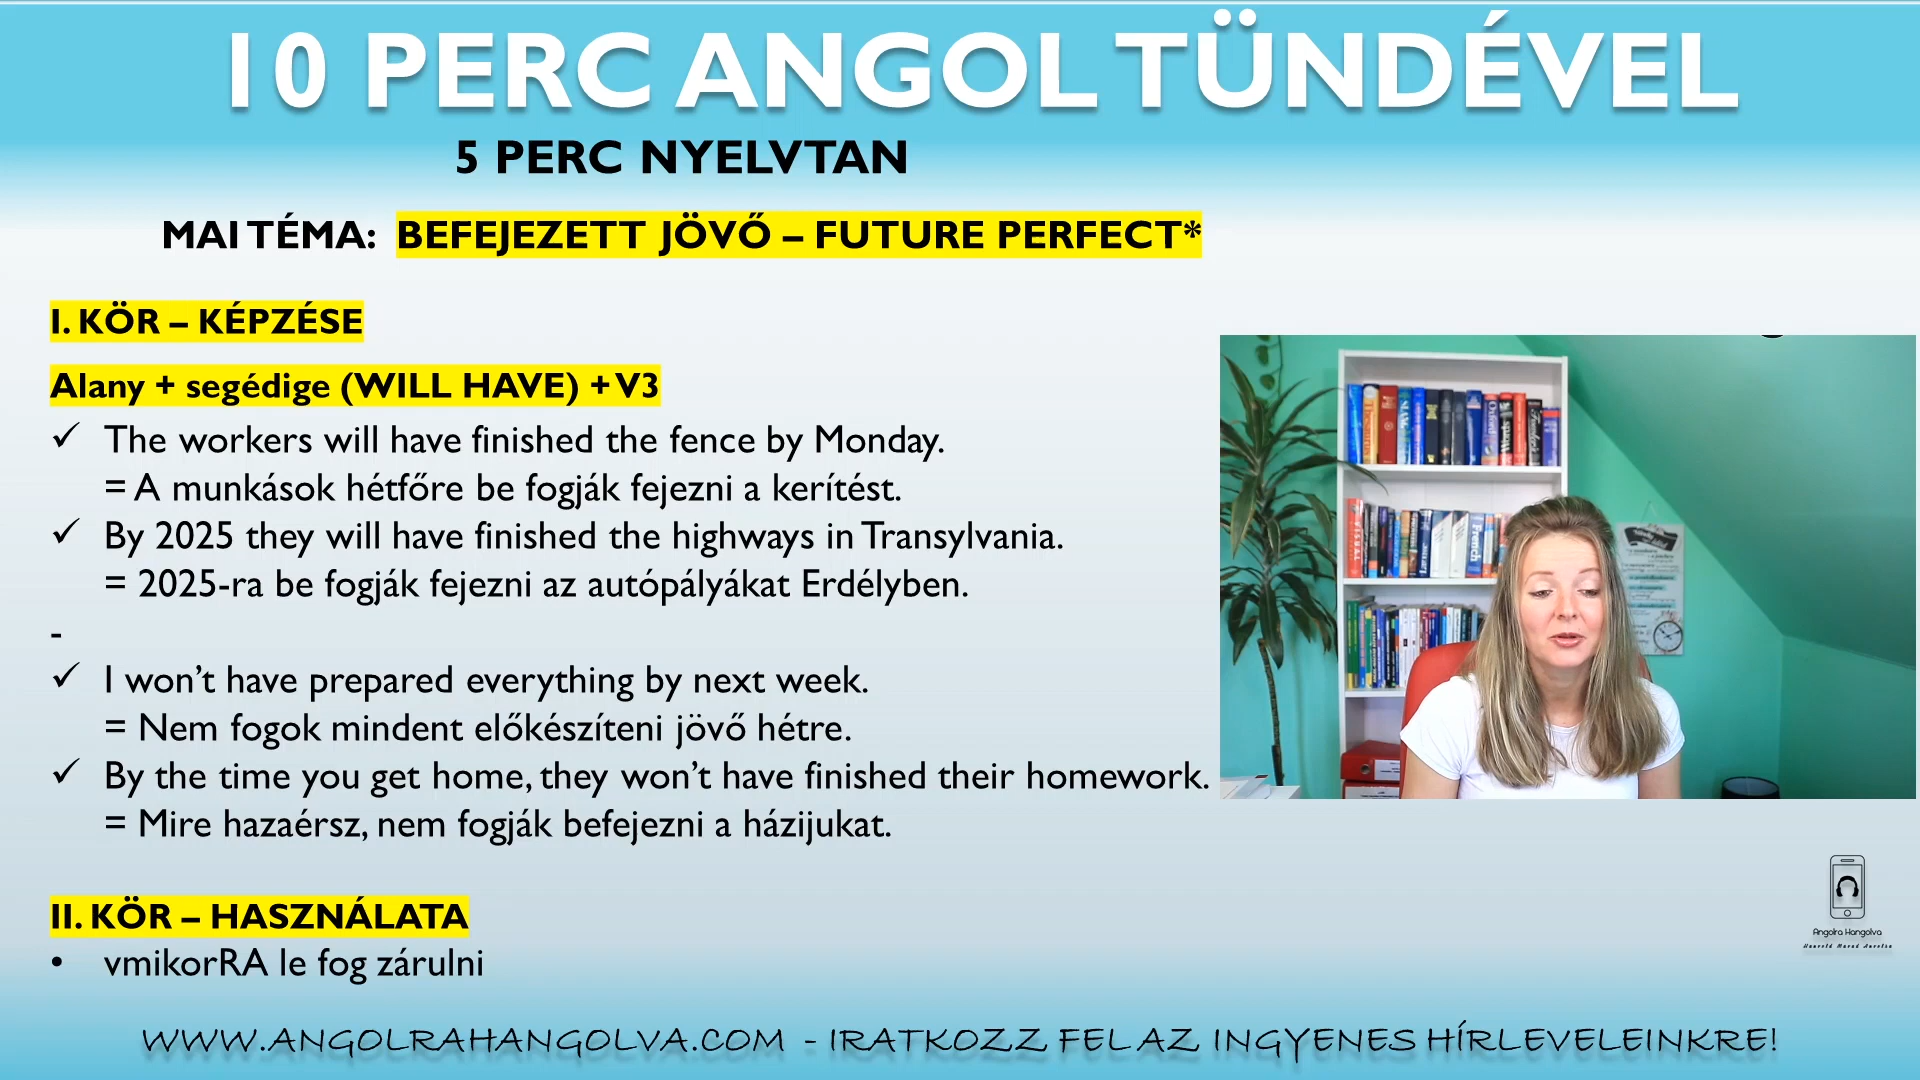 10 PERC ANGOL TÜNDÉVEL
5 PERC NYELVTAN
MAI TÉMA: BEFEJEZETT JÖVŐ – FUTURE PERFECT*
I. KÖR – KÉPZÉSE
Alany + segédige (WILL HAVE) + V3
✓ The workers will have finished the fence by Monday.
= A munkások hétfőre be fogják fejezni a kerítést.
✓ By 2025 they will have finished the highways in Transylvania.
= 2025-ra be fogják fejezni az autópályákat Erdélyben.
-
✓ I won’t have prepared everything by next week.
= Nem fogok mindent előkészíteni jövő hétre.
✓ By the time you get home, they won’t have finished their homework.
= Mire hazaérsz, nem fogják befejezni a házijukat.
II. KÖR – HASZNÁLATA
• vmikorRA le fog zárulni
Angolra Hangolva
WWW.ANGOLRAHANGOLVA.COM - IRATKOZZ FEL AZ INGYENES HÍRLEVELEINKRE!